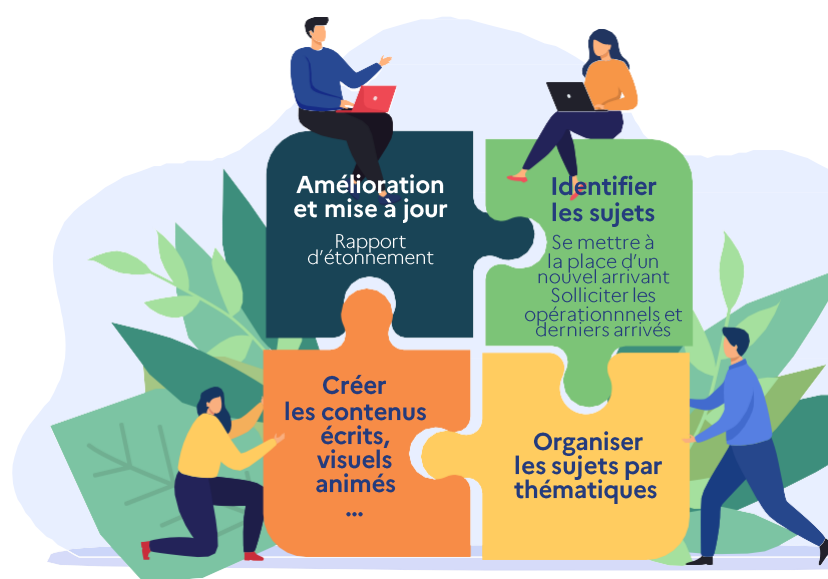 Amélioration
et mise à jour
Rapport
d'étonnement
Identifier
les sujets
Se mettre à
la place d'un
nouvel arrivant
Solliciter les
opérationnnels et
derniers arrivés
Créer
les contenus
écrits,
visuels
animés
...
Organiser
les sujets par
thématiques